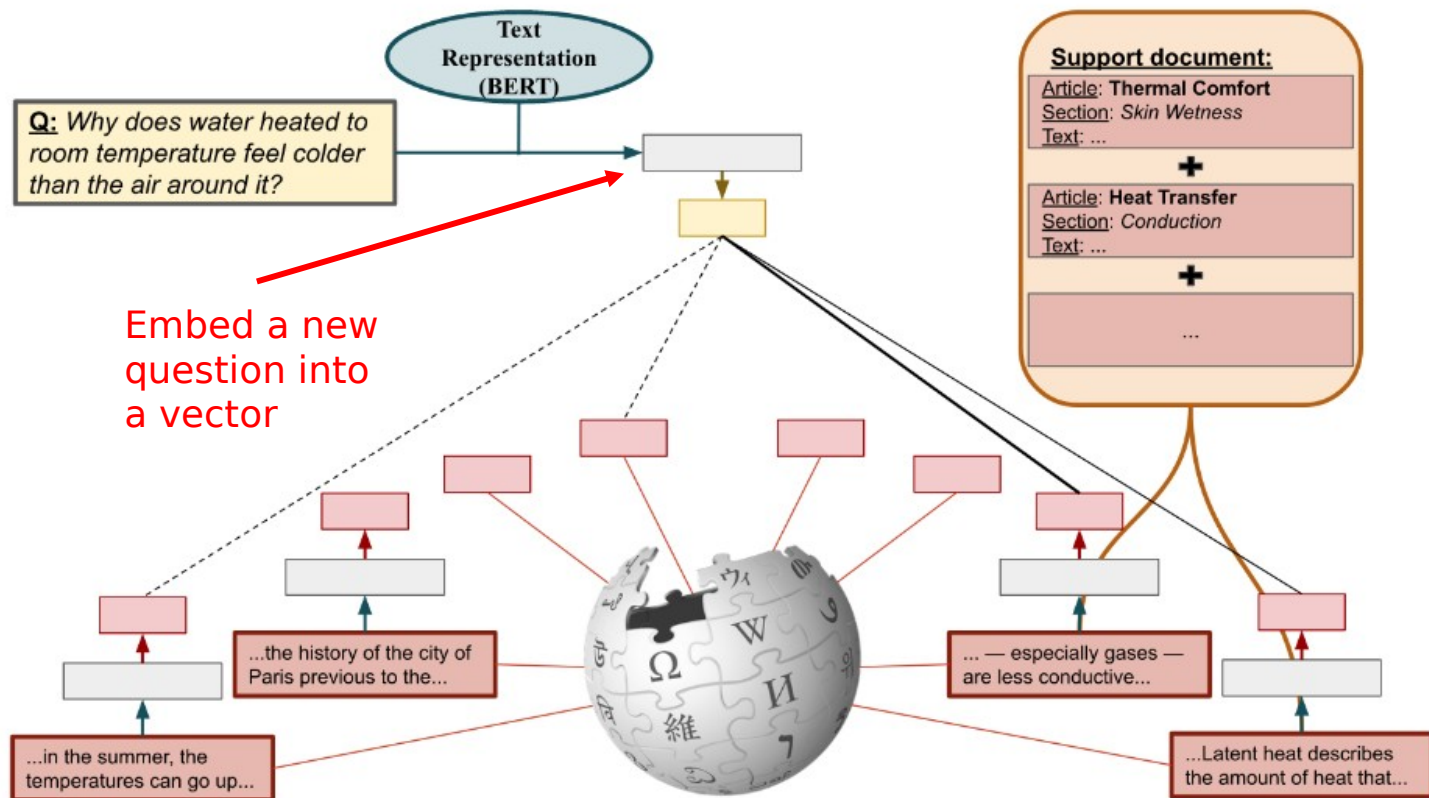 Text
Representation
(BERT)
Q: Why does water heated to
room temperature feel colder
than the air around it?
Support document:
Article: Thermal Comfort
Section: Skin Wetness
Text: ...
+
Article: Heat Transfer
Section: Conduction
Text: ...
+
...
Embed a new
question into
a vector
...the history of the city of
Paris previous to the...
... — especially gases —
are less conductive...
...in the summer, the
temperatures can go up...
...Latent heat describes
the amount of heat that...
ウィ
W
Ω
И
維